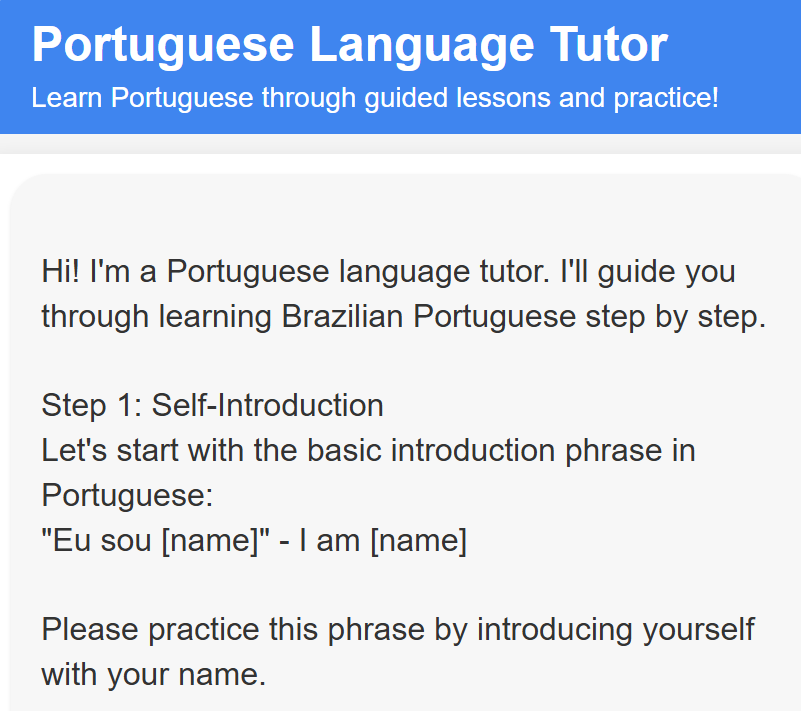 Portuguese Language Tutor
Learn Portuguese through guided lessons and practice!
Hi! I'm a Portuguese language tutor. I'll guide you
through learning Brazilian Portuguese step by step.
Step 1: Self-Introduction
Let's start with the basic introduction phrase in
Portuguese:
"Eu sou [name]" - I am [name]
Please practice this phrase by introducing yourself
with your name.